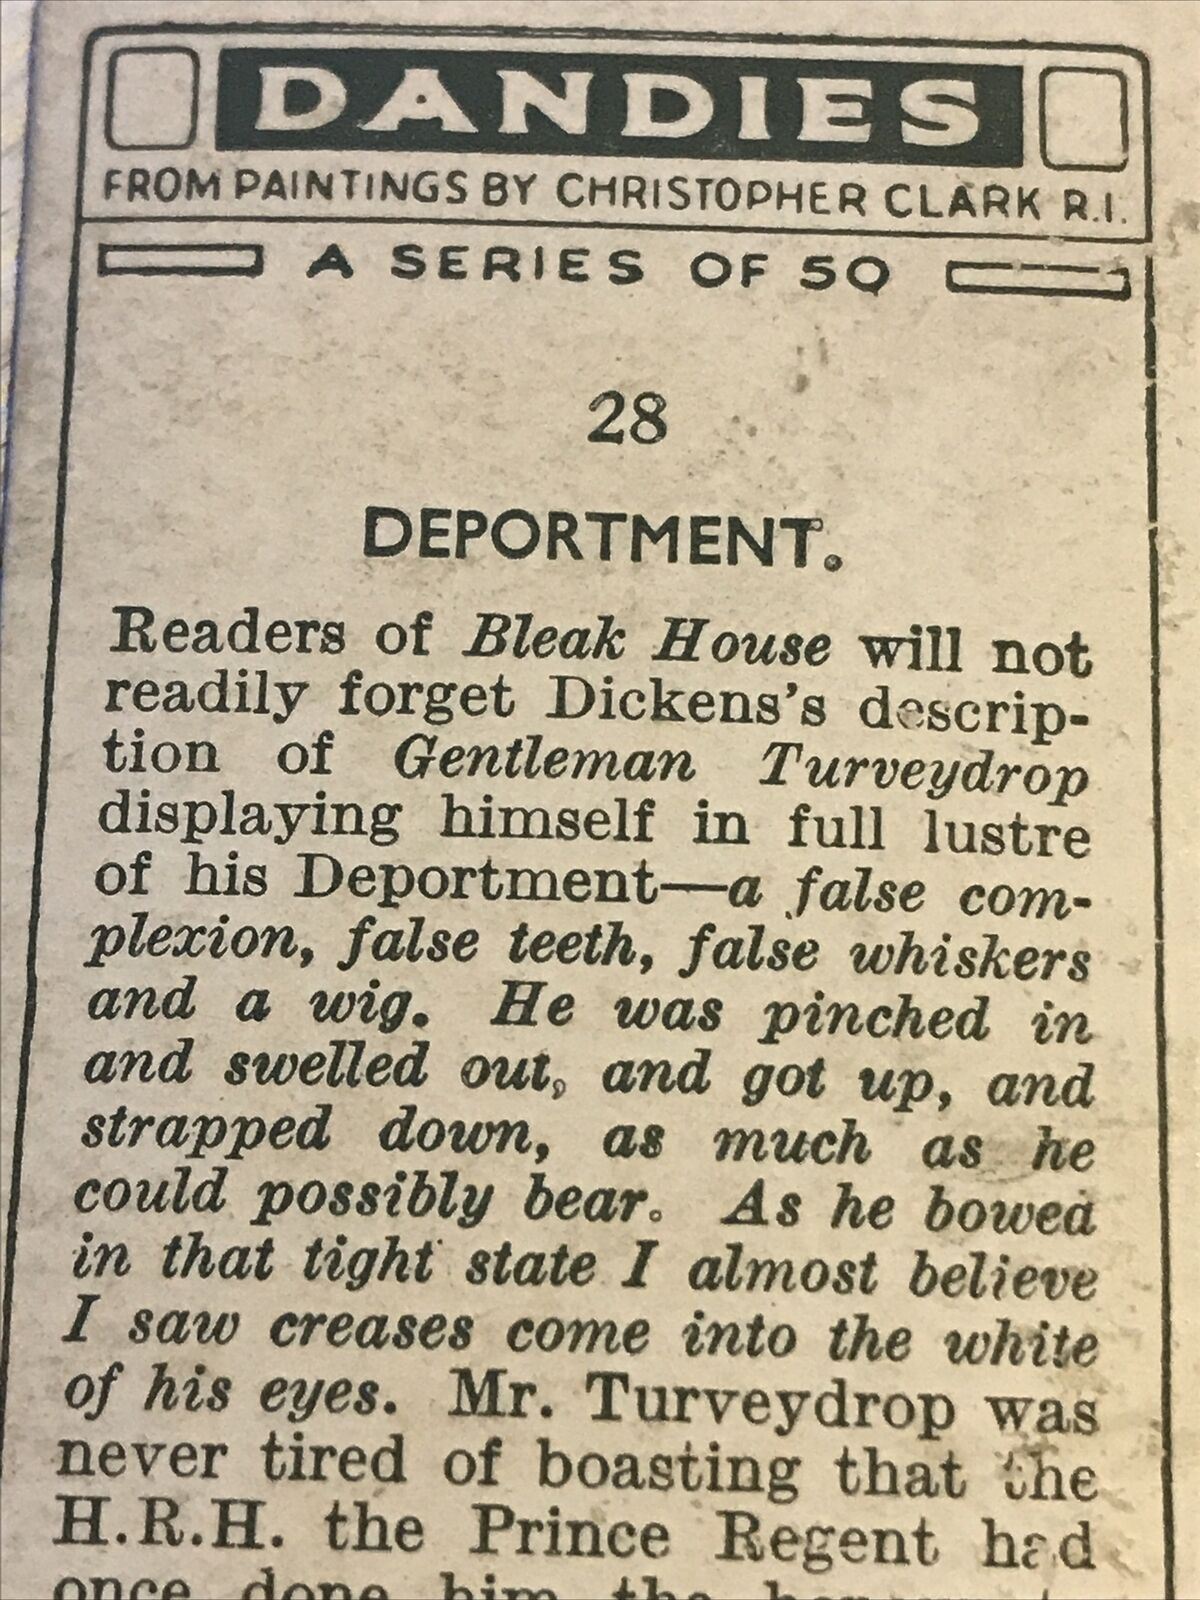 DANDIES
FROM PAINTINGS BY CHRISTOPHER CLARK R.I.
A SERIES OF 50
28
DEPORTMENT.
Readers of Bleak House will not
readily forget Dickens's descrip-
tion of Gentleman Turveydrop
displaying himself in full lustre
of his Deportment—a false com-
plexion, false teeth, false whiskers
and a wig. He was pinched in
and swelled out, and got up, and
strapped down, as much as he
could possibly bear. As he bowed
in that tight state I almost believe
I saw creases come into the white
of his eyes. Mr. Turveydrop was
never tired of boasting that the
H.R.H. the Prince Regent had
once done him the